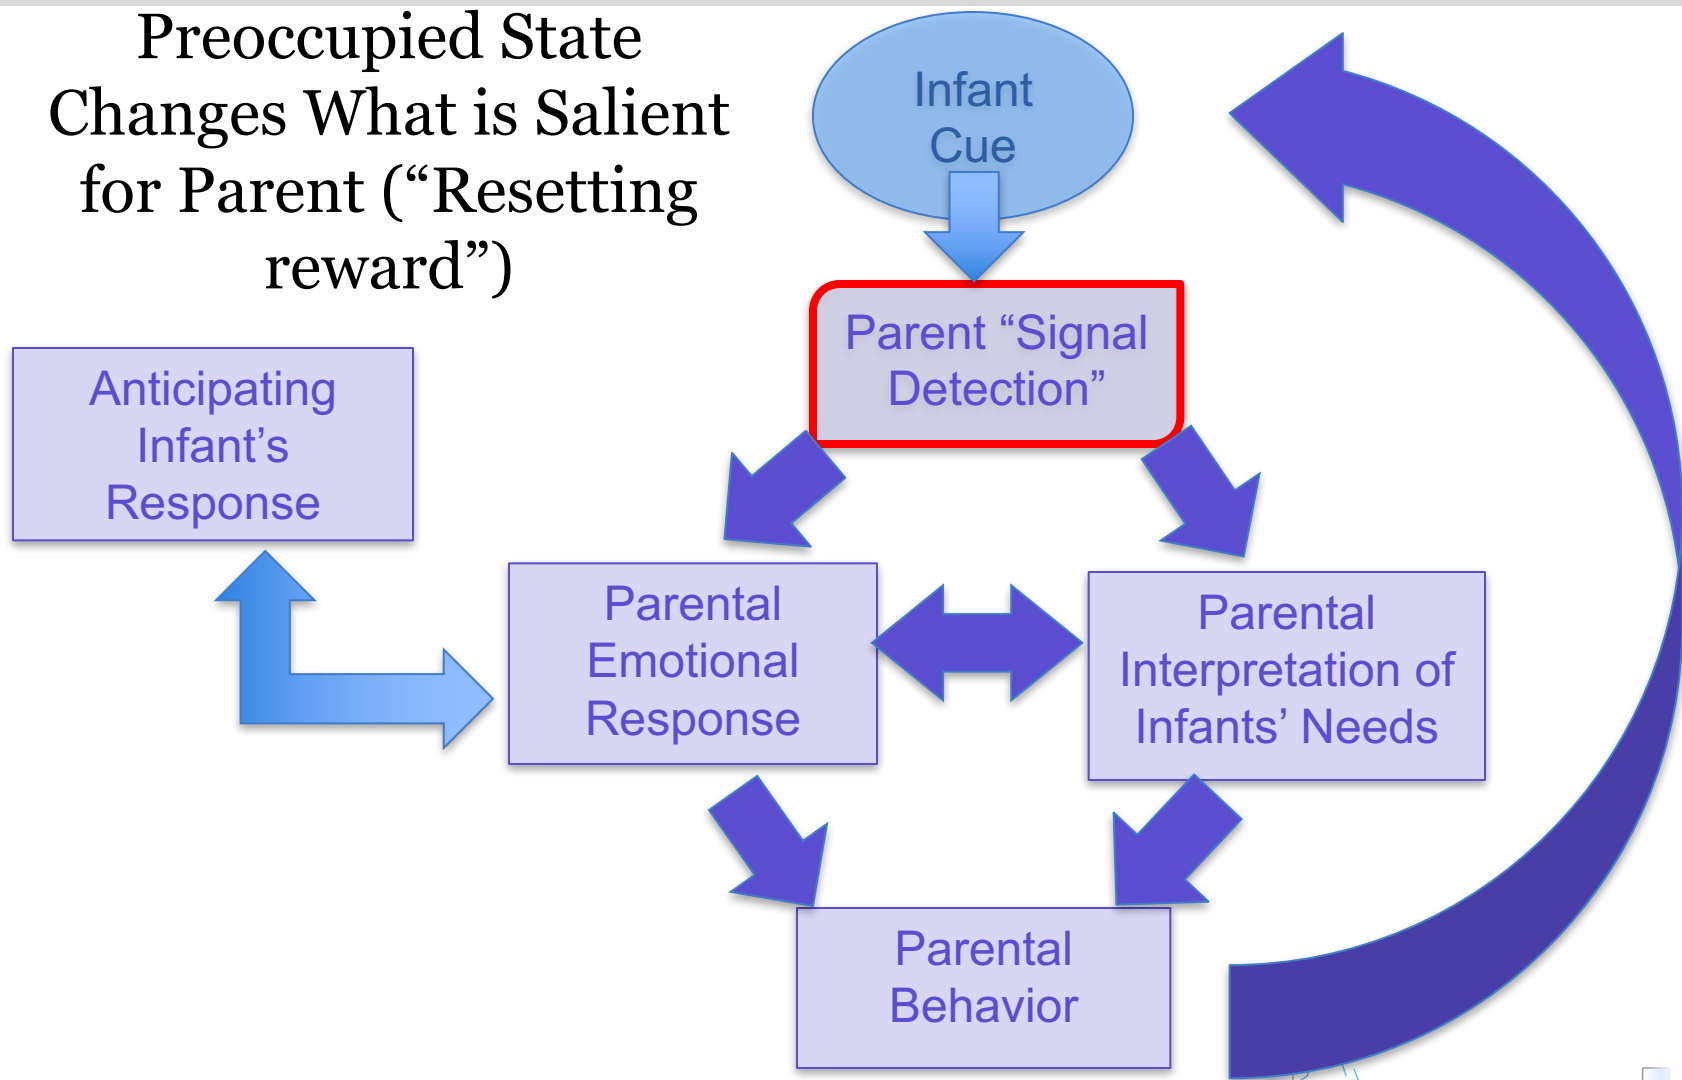 Preoccupied State
Changes What is Salient
for Parent (“Resetting
reward”)
Infant
Cue
Parent “Signal
Detection”
Anticipating
Infant’s
Response
Parental
Emotional
Response
Parental
Interpretation of
Infants’ Needs
Parental
Behavior